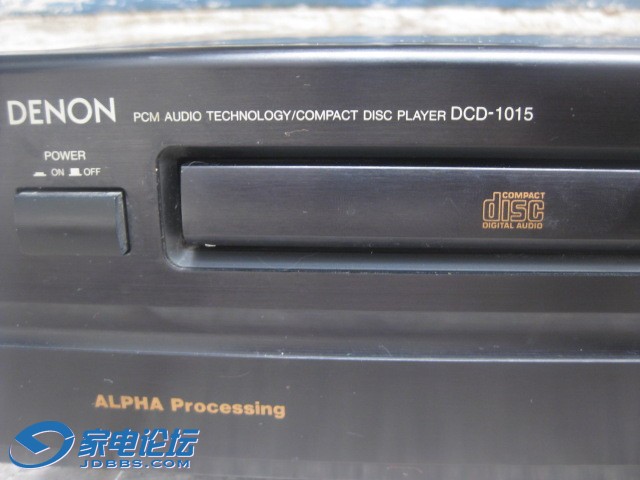 DENON PCM AUDIO TECHNOLOGY/COMPACT DISC PLAYER DCD-1015
POWER
ON OFF
COMPACT
disc
DIGITAL AUDIO
ALPHA Processing
家电论坛
JDBBS.COM